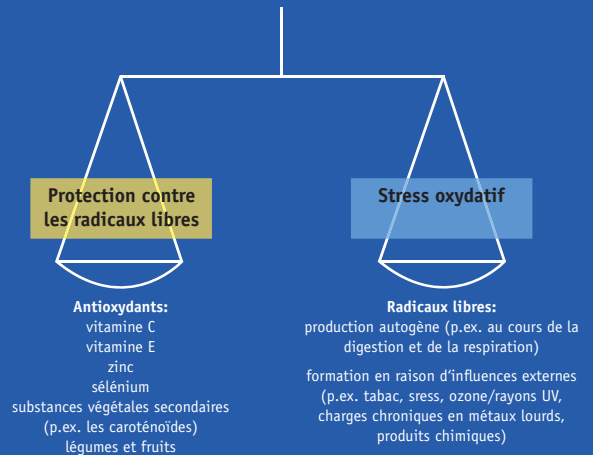 Protection contre
les radicaux libres
Stress oxydatif
Antioxydants:
vitamine C
vitamine E
zinc
sélénium
substances végétales secondaires
(p.ex. les caroténoïdes)
légumes et fruits
Radicaux libres:
production autogène (p.ex. au cours de la
digestion et de la respiration)
formation en raison d'influences externes
(p.ex. tabac, sress, ozone/rayons UV,
charges chroniques en métaux lourds,
produits chimiques)